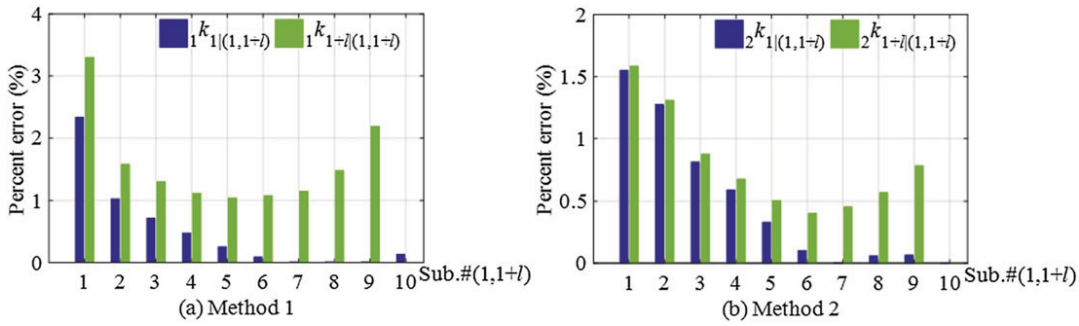 4
3
2
1
0
Percent error (%)
₁k₁|(1,1+l) ₁k₁₊ₗ|(1,1+l)
1 2 3 4 5 6 7 8 9 10 Sub.#(1,1+l)
(a) Method 1
2
1.5
1
0.5
0
Percent error (%)
₂k₁|(1,1+l) ₂k₁₊ₗ|(1,1+l)
1 2 3 4 5 6 7 8 9 10 Sub.#(1,1+l)
(b) Method 2